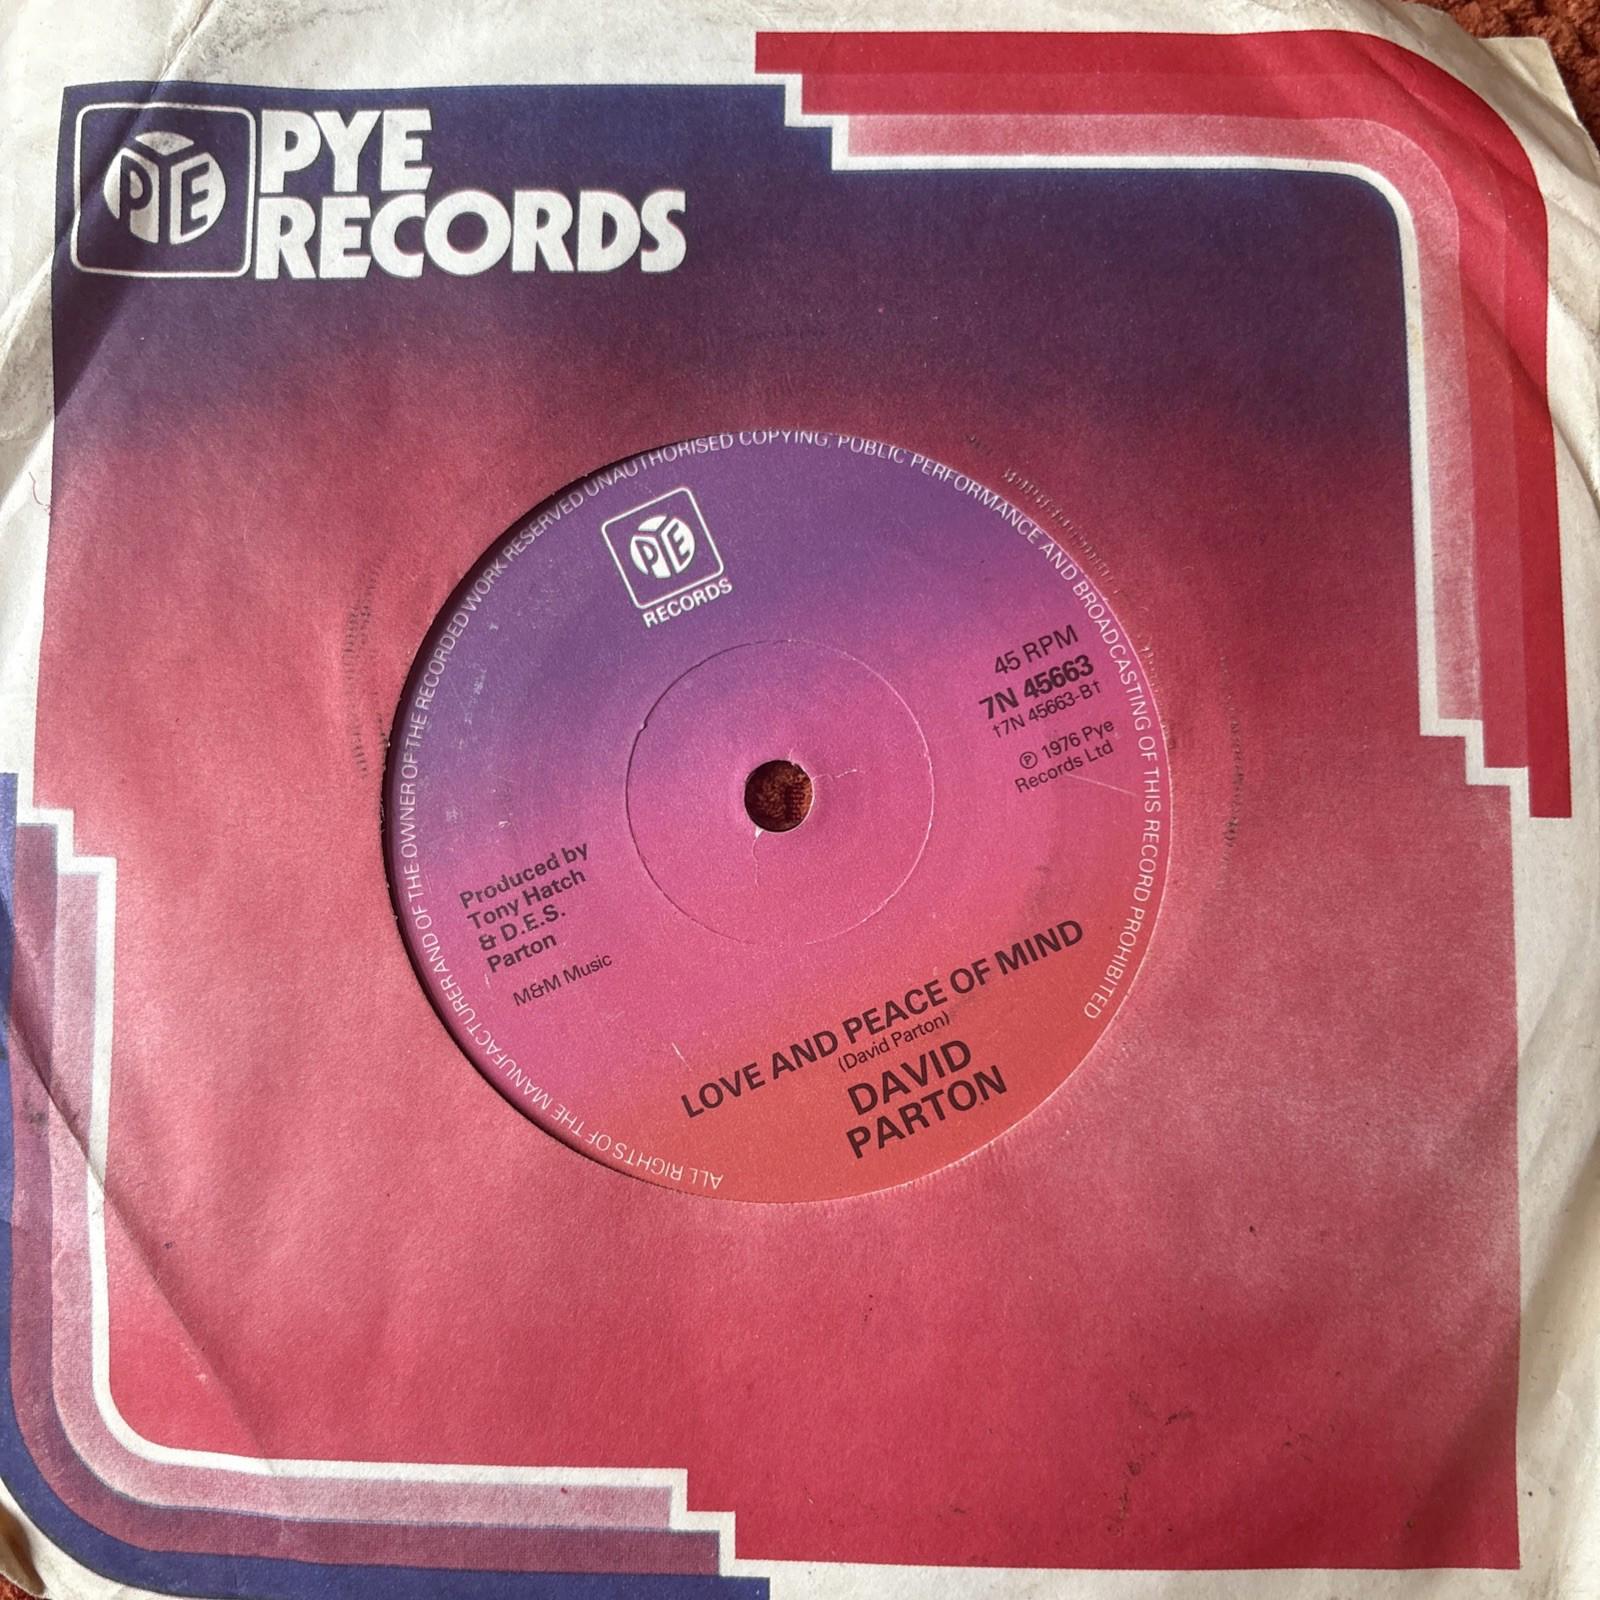 PYE
PYE
RECORDS
ALL RIGHTS OF THE MANUFACTURER AND OF THE OWNER OF THE RECORDED WORK RESERVED UNAUTHORISED COPYING, PUBLIC PERFORMANCE AND BROADCASTING OF THIS RECORD PROHIBITED
PYE
RECORDS
45 RPM
7N 45663
†7N 45663-B†
℗ 1976 Pye
Records Ltd
Produced by
Tony Hatch
& D.E.S.
Parton
M&M Music
LOVE AND PEACE OF MIND
(David Parton)
DAVID
PARTON